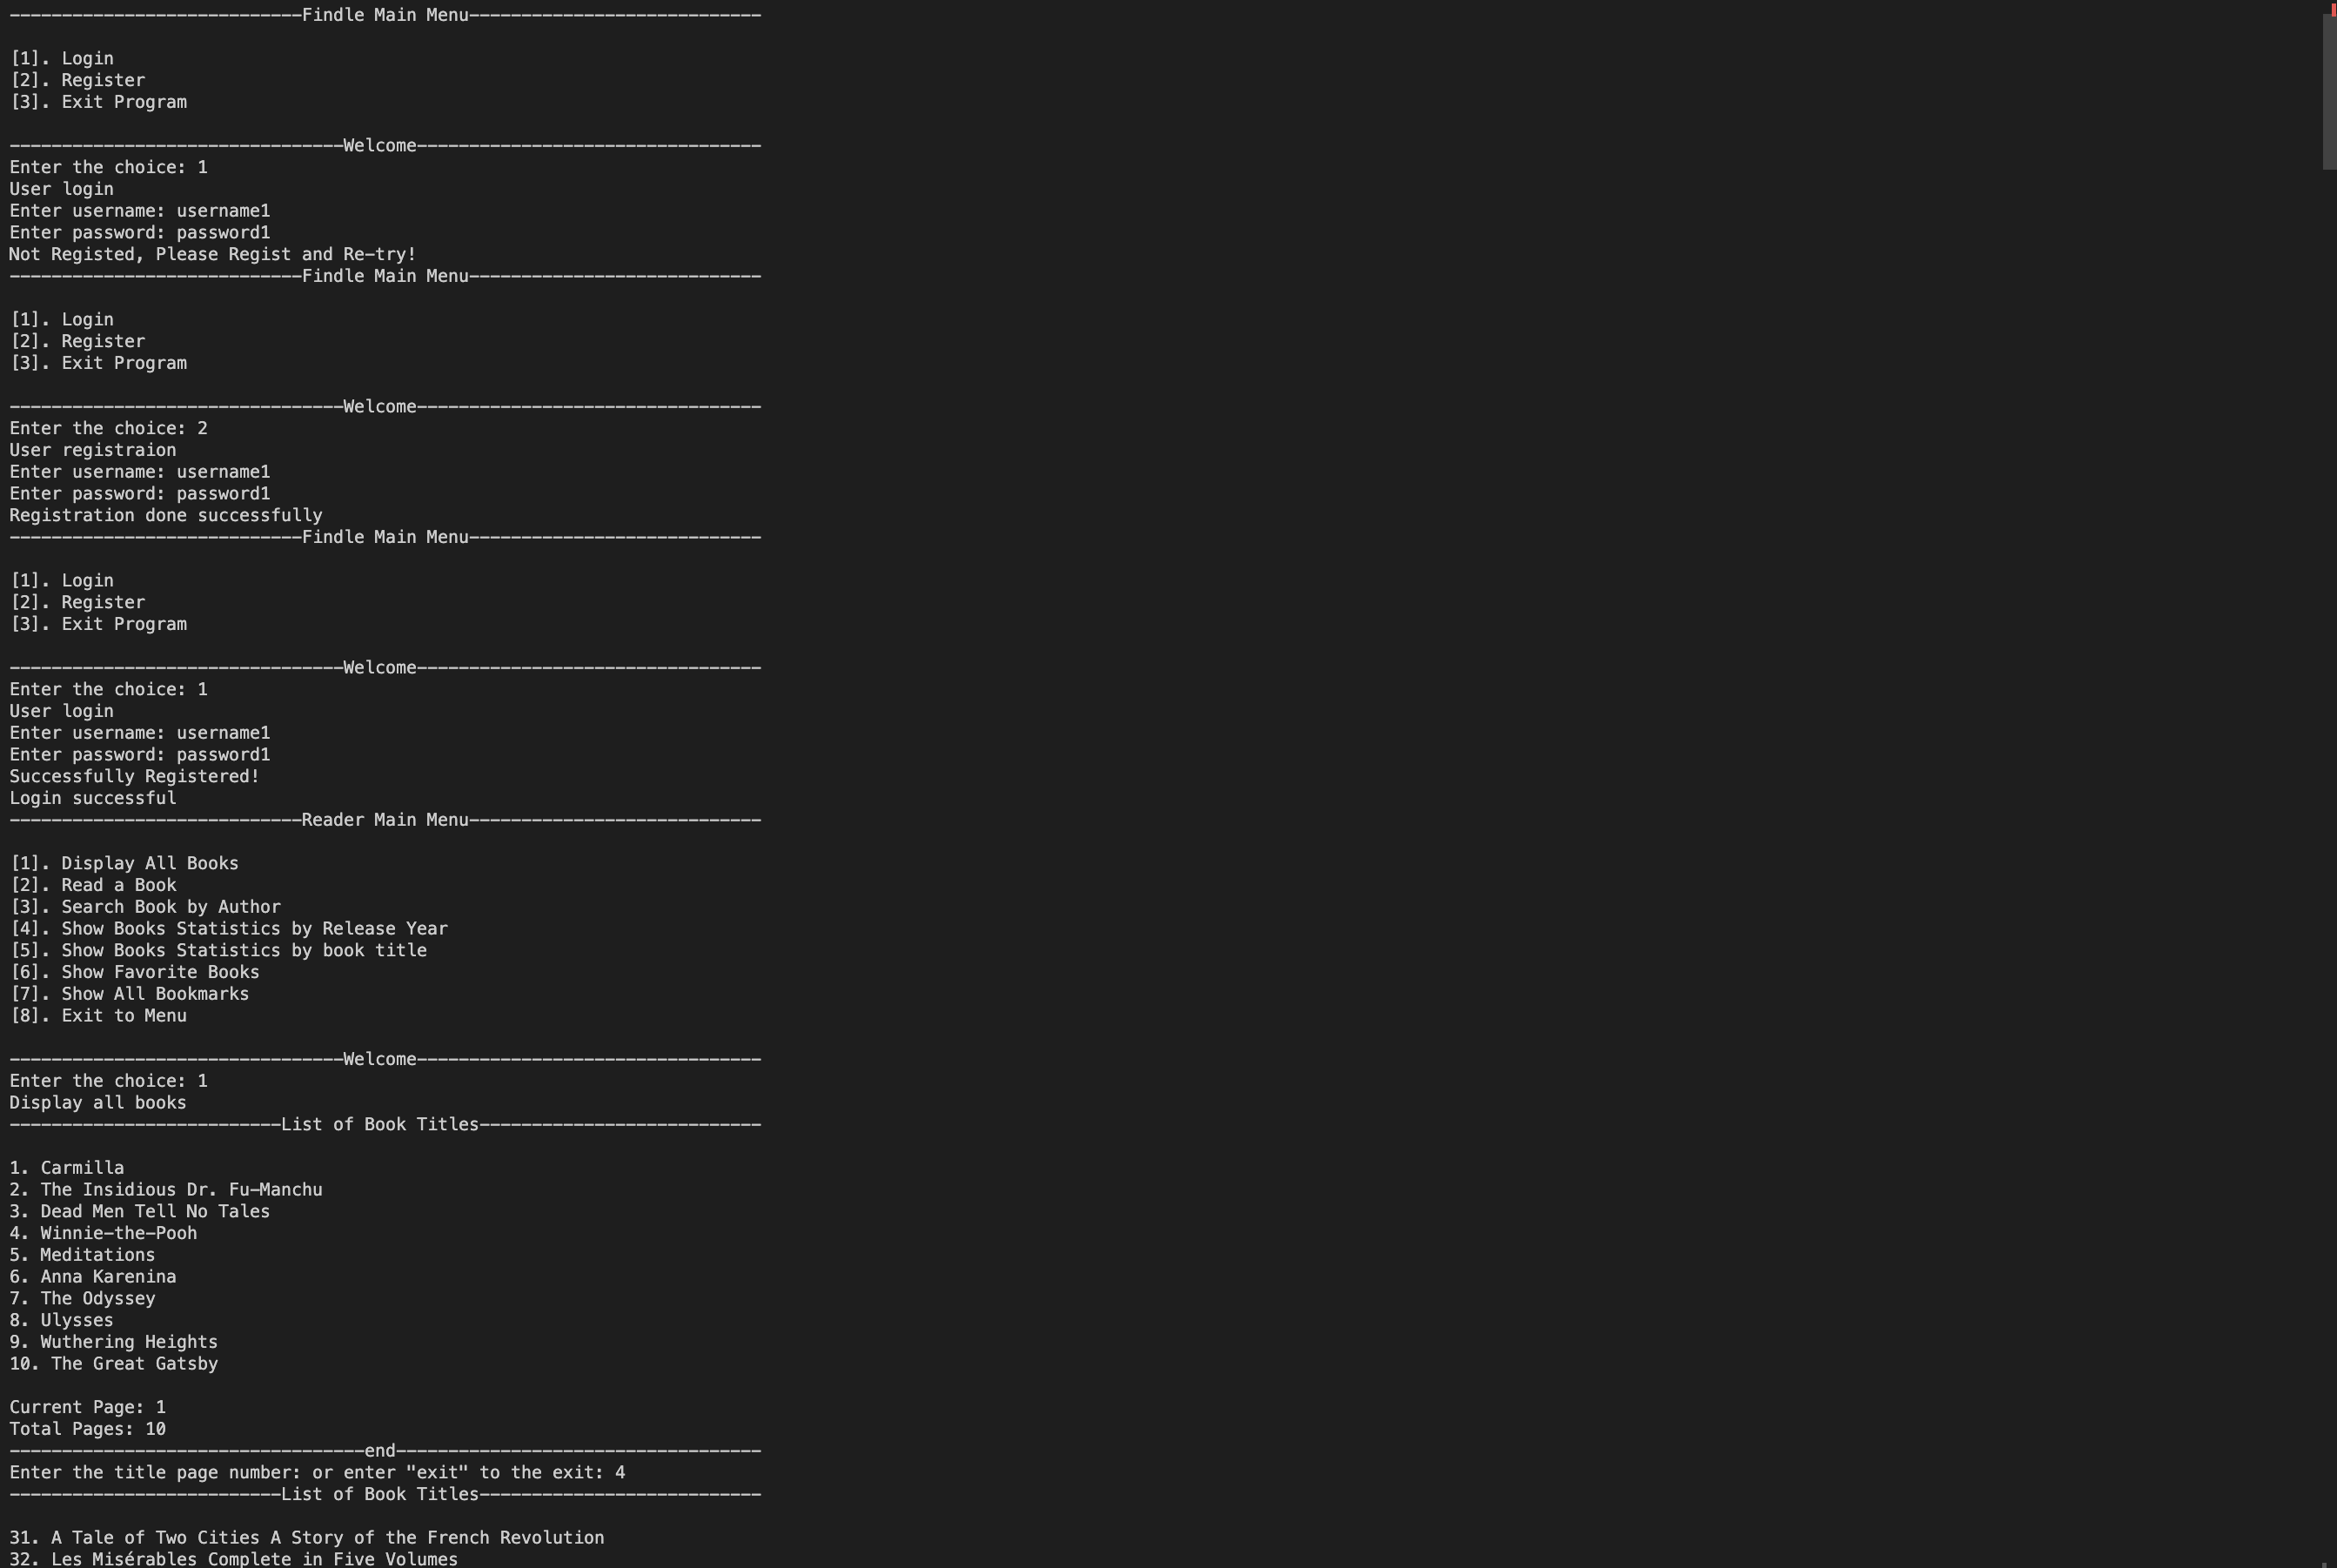 ----------------------------Findle Main Menu----------------------------
[1]. Login
[2]. Register
[3]. Exit Program
--------------------------------Welcome---------------------------------
Enter the choice: 1
User login
Enter username: username1
Enter password: password1
Not Registed, Please Regist and Re-try!
----------------------------Findle Main Menu----------------------------
[1]. Login
[2]. Register
[3]. Exit Program
--------------------------------Welcome---------------------------------
Enter the choice: 2
User registraion
Enter username: username1
Enter password: password1
Registration done successfully
----------------------------Findle Main Menu----------------------------
[1]. Login
[2]. Register
[3]. Exit Program
--------------------------------Welcome---------------------------------
Enter the choice: 1
User login
Enter username: username1
Enter password: password1
Successfully Registered!
Login successful
----------------------------Reader Main Menu----------------------------
[1]. Display All Books
[2]. Read a Book
[3]. Search Book by Author
[4]. Show Books Statistics by Release Year
[5]. Show Books Statistics by book title
[6]. Show Favorite Books
[7]. Show All Bookmarks
[8]. Exit to Menu
--------------------------------Welcome---------------------------------
Enter the choice: 1
Display all books
--------------------------List of Book Titles---------------------------
1. Carmilla
2. The Insidious Dr. Fu-Manchu
3. Dead Men Tell No Tales
4. Winnie-the-Pooh
5. Meditations
6. Anna Karenina
7. The Odyssey
8. Ulysses
9. Wuthering Heights
10. The Great Gatsby
Current Page: 1
Total Pages: 10
----------------------------------end-----------------------------------
Enter the title page number: or enter "exit" to the exit: 4
--------------------------List of Book Titles---------------------------
31. A Tale of Two Cities A Story of the French Revolution
32. Les Misérables Complete in Five Volumes